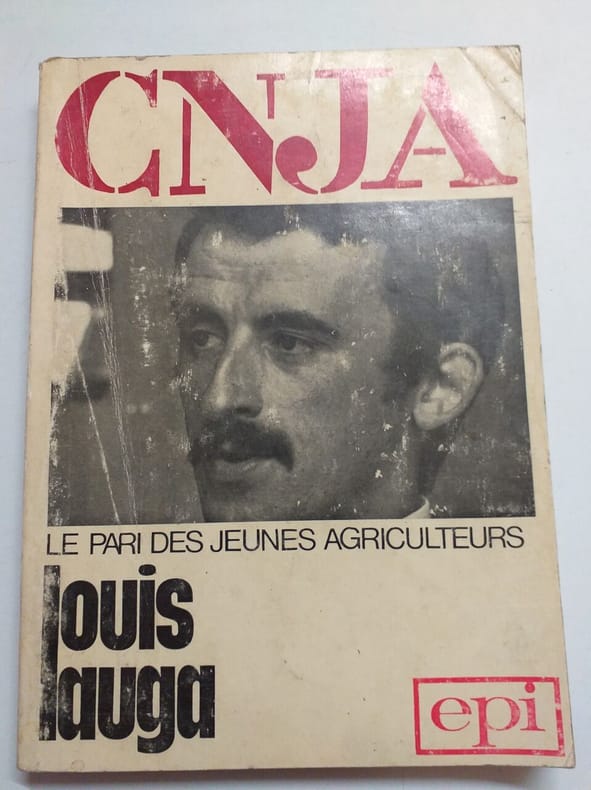 CNJA
LE PARI DES JEUNES AGRICULTEURS
louis
lauga
epi